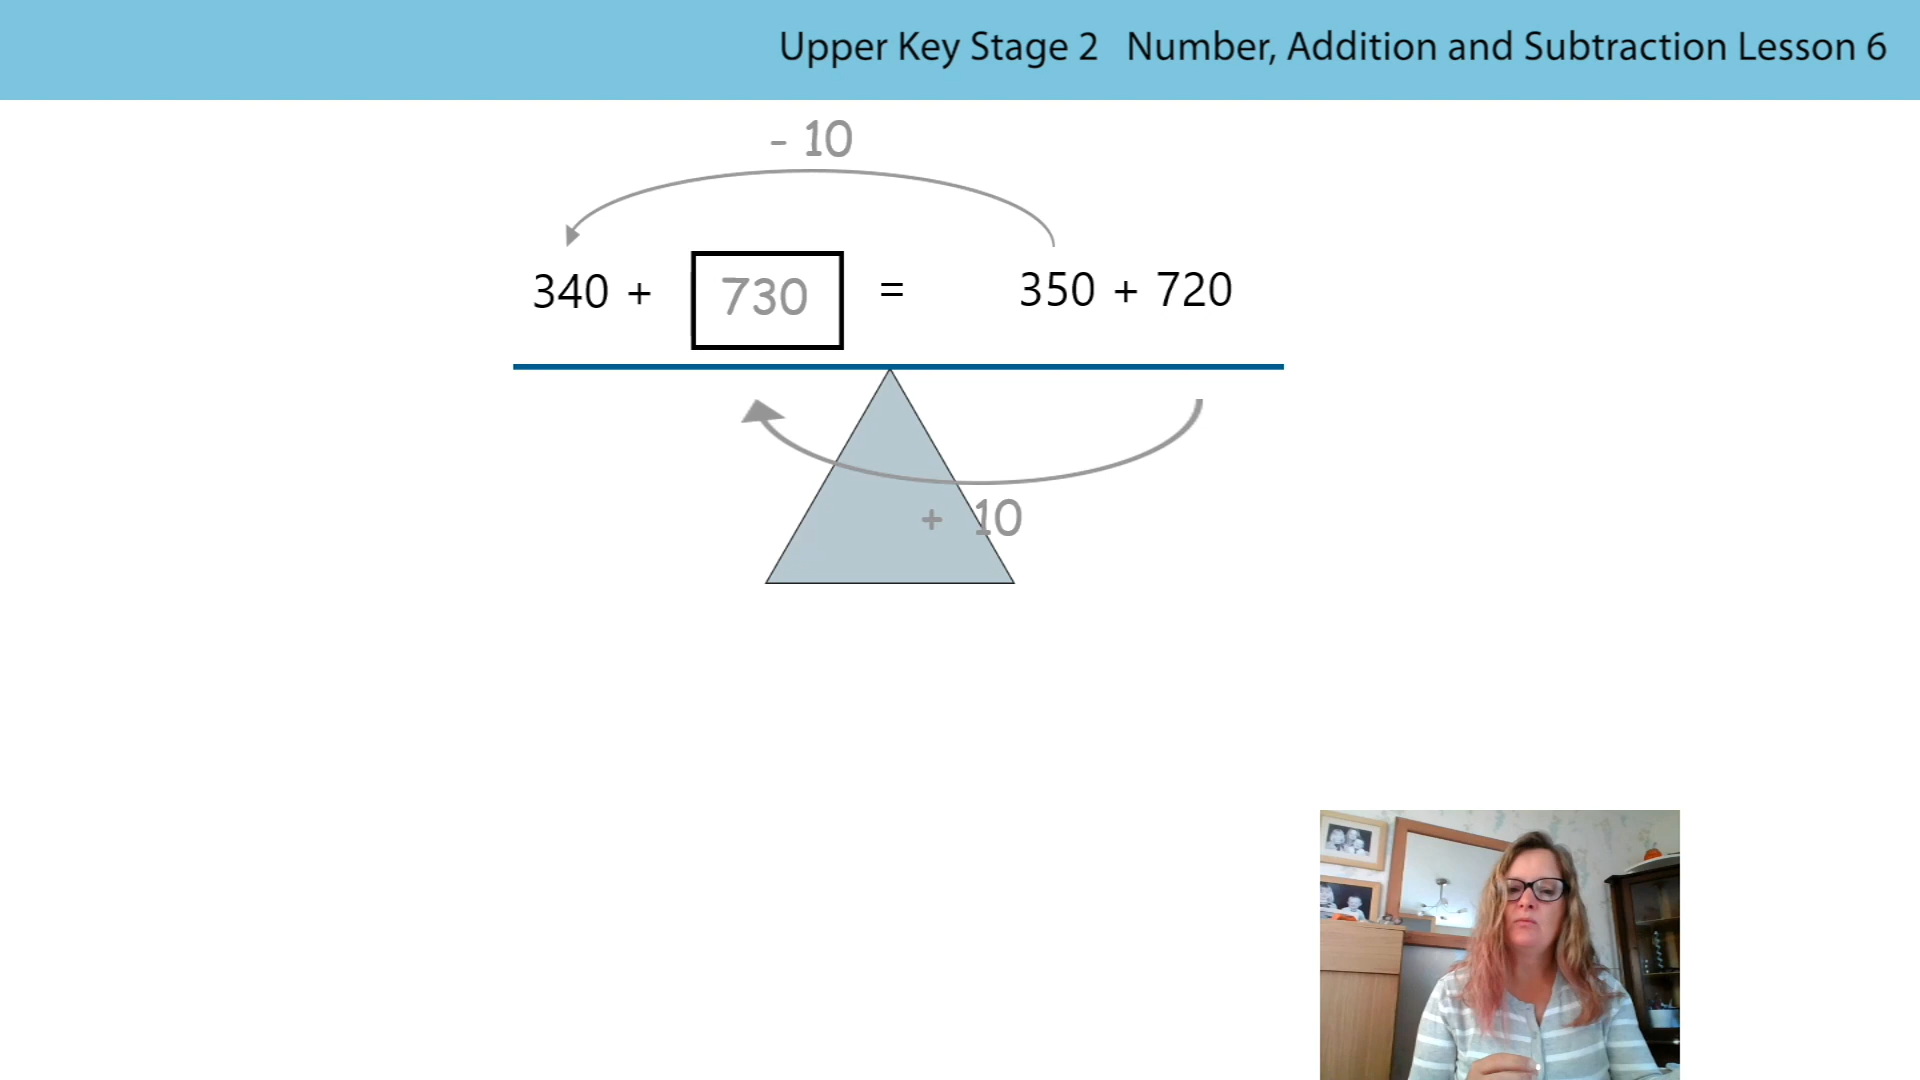 Upper Key Stage 2 Number, Addition and Subtraction Lesson 6
- 10
340 + 730 = 350 + 720
+ 10